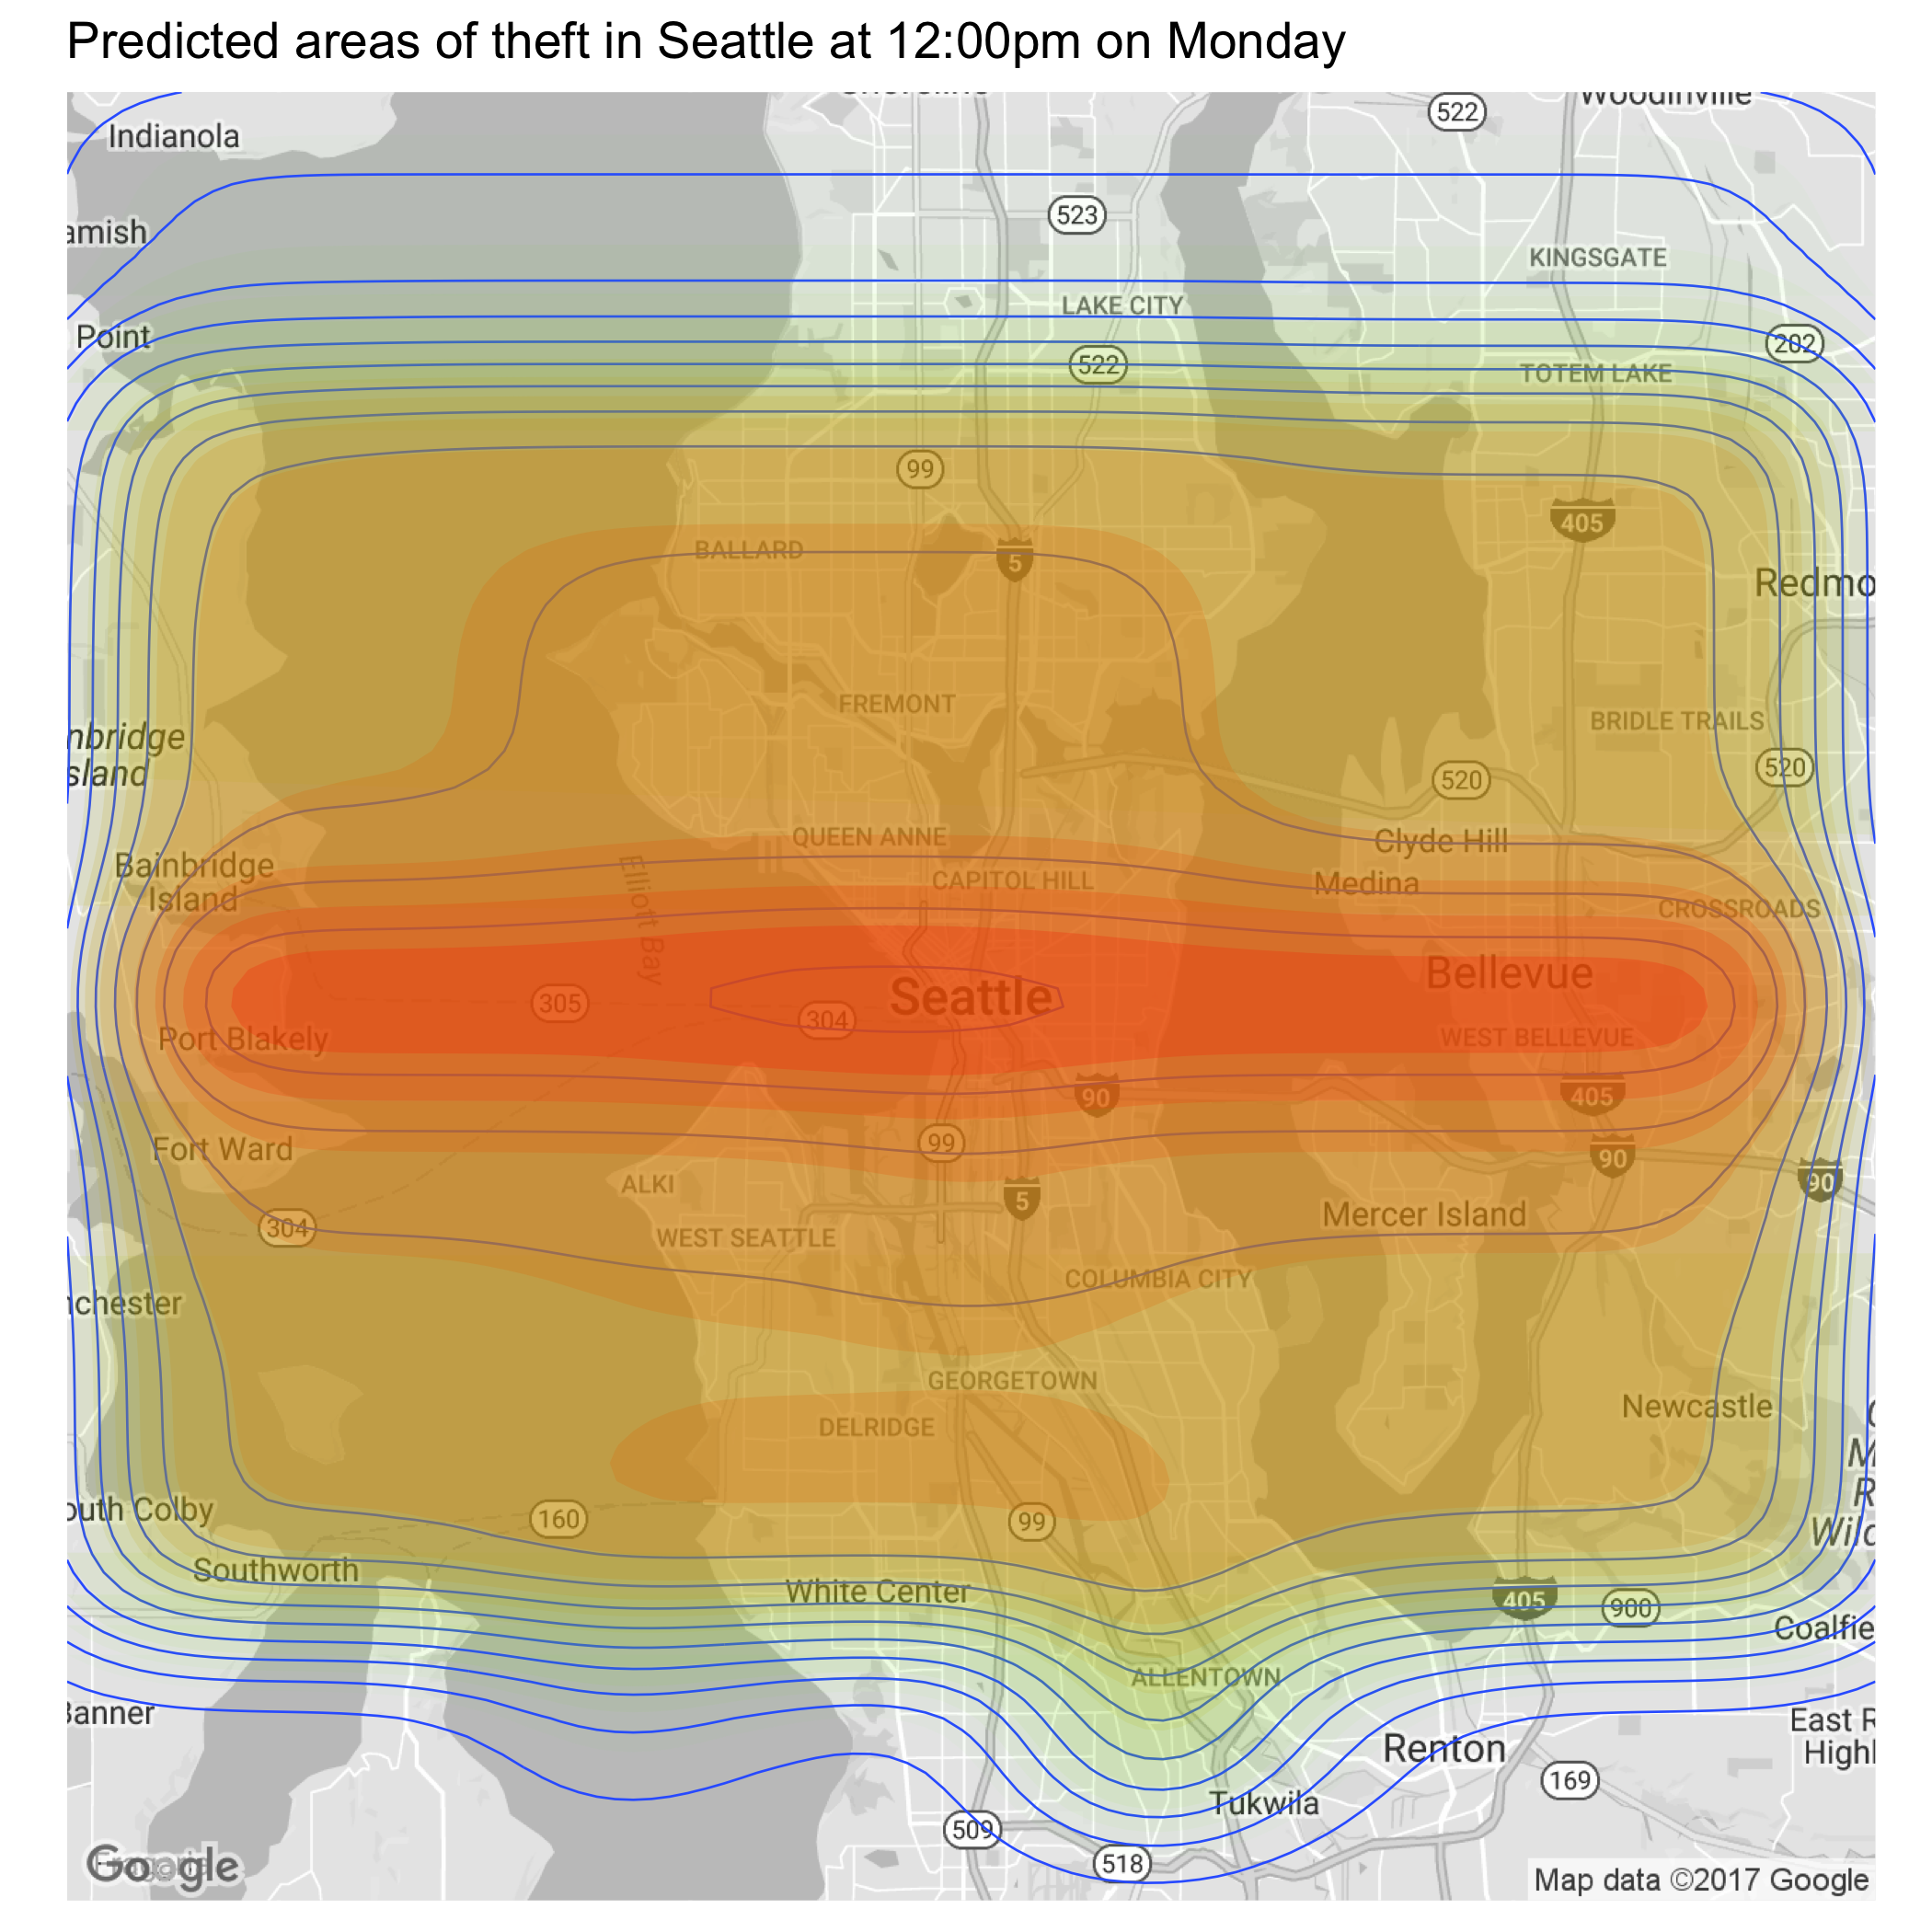 Predicted areas of theft in Seattle at 12:00pm on Monday
Woodinville
522
Indianola
523
amish
KINGSGATE
LAKE CITY
Point
202
522
TOTEM LAKE
99
405
BALLARD
5
Redmo
FREMONT
BRIDLE TRAILS
nbridge
sland
520
520
QUEEN ANNE
Clyde Hill
Bainbridge
Island
Elliott Bay
CAPITOL HILL
Medina
CROSSROADS
Seattle
Bellevue
305
304
Port Blakely
WEST BELLEVUE
90
405
99
Fort Ward
90
90
ALKI
5
304
WEST SEATTLE
Mercer Island
COLUMBIA CITY
nchester
GEORGETOWN
Newcastle
DELRIDGE
M
R
Wild
outh Colby
160
99
Southworth
White Center
405
900
Coalfie
ALLENTOWN
Banner
East R
Highl
Renton
169
Tukwila
509
518
Google
Map data ©2017 Google